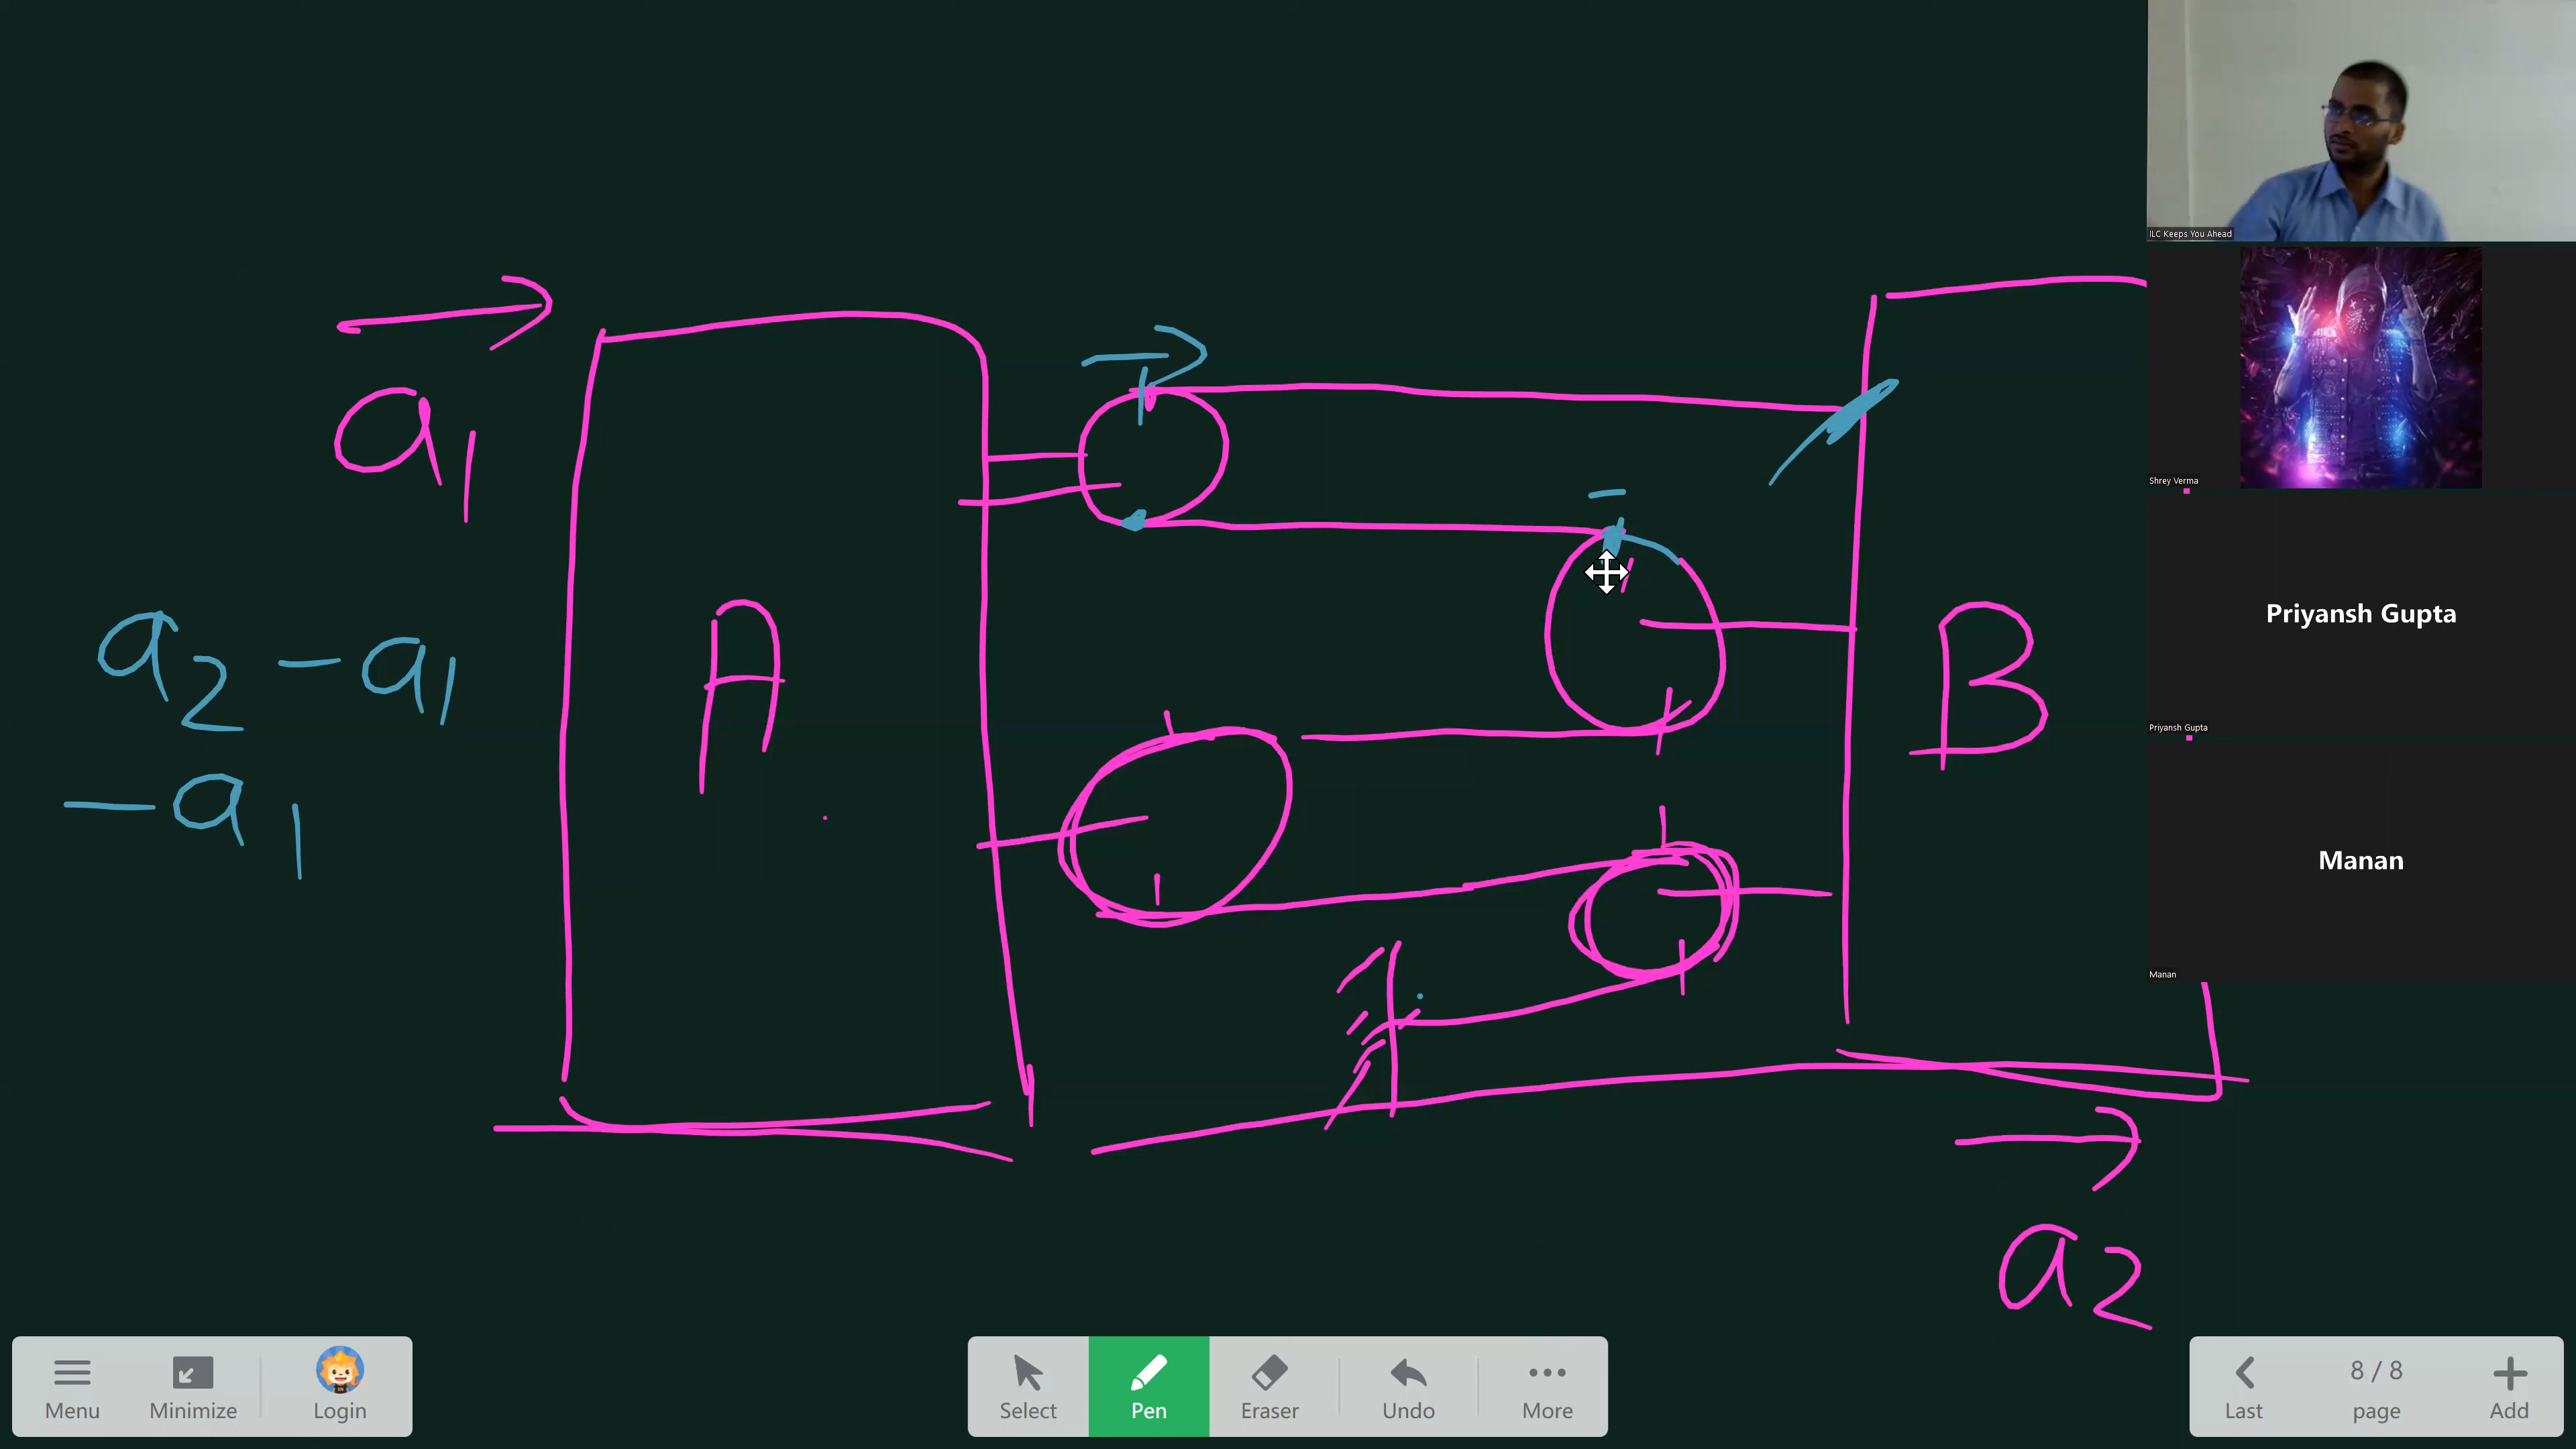 ILC Keeps You Ahead
a1
Shrey Verma
A
B
a2 - a1
- a1
Priyansh Gupta
Priyansh Gupta
Manan
Manan
a2
Menu
Minimize
Login
Select
Pen
Eraser
Undo
More
Last
8 / 8
page
Add